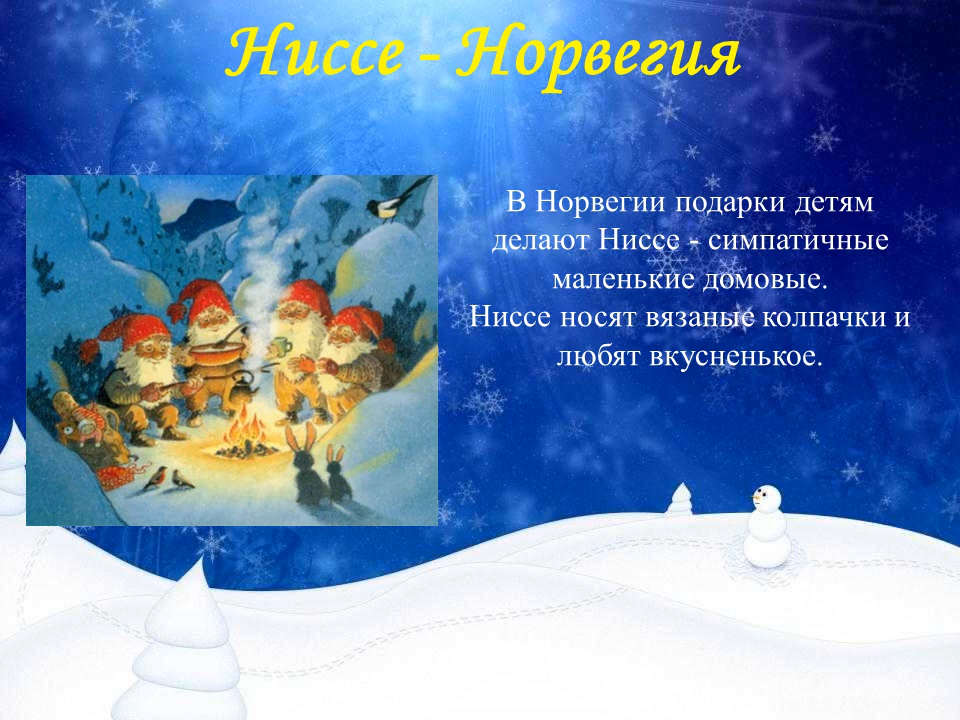 Ниссе - Норвегия
В Норвегии подарки детям
делают Ниссе - симпатичные
маленькие домовые.
Ниссе носят вязаные колпачки и
любят вкусненькое.